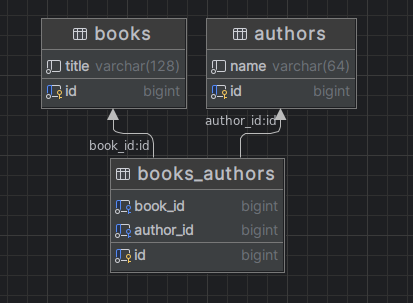 books
title varchar(128)
id bigint
authors
name varchar(64)
id bigint
book_id:id
author_id:id
books_authors
book_id bigint
author_id bigint
id bigint